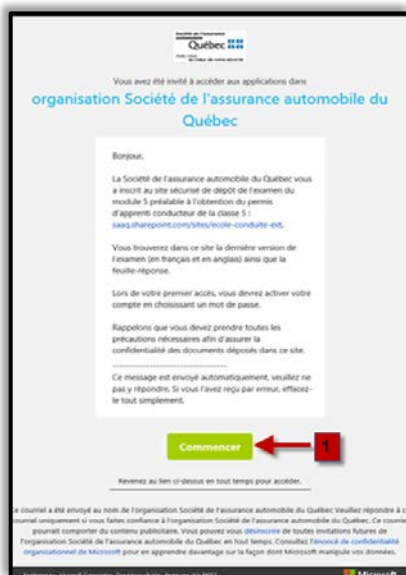 Société de l'assurance
automobile
Québec
Vous avez été invité à accéder aux applications dans
organisation Société de l'assurance automobile du
Québec
Bonjour,
La Société de l'assurance automobile du Québec vous
a inscrit au site sécurisé de dépôt de l'examen du
module 5 préalable à l'obtention du permis
d'apprenti conducteur de la classe 5 :
saaq.sharepoint.com/sites/ecole-conduite-ext.
Vous trouverez dans ce site la dernière version de
l'examen (en français et en anglais) ainsi que la
feuille-réponse.
Lors de votre premier accès, vous devrez activer votre
compte en choisissant un mot de passe.
Rappelons que vous devez prendre toutes les
précautions nécessaires afin d'assurer la
confidentialité des documents déposés dans ce site.
------------------------------
Ce message est envoyé automatiquement, veuillez ne
pas y répondre. Si vous l'avez reçu par erreur, effacez-
le tout simplement.
Commencer
1
Revenez au lien ci-dessus en tout temps pour accéder.
e courriel a été envoyé au nom de l'organisation Société de l'assurance automobile du Québec Veuillez répondre à c
ourriel uniquement si vous faites confiance à l'organisation Société de l'assurance automobile du Québec. Ce courrie
pourrait comporter du contenu publicitaire. Vous pouvez vous désinscrire de toutes invitations futures de
l'organisation Société de l'assurance automobile du Québec en tout temps. Consultez l'énoncé de confidentialité
organisationnel de Microsoft pour en apprendre davantage sur la façon dont Microsoft manipule vos données.
Microsoft